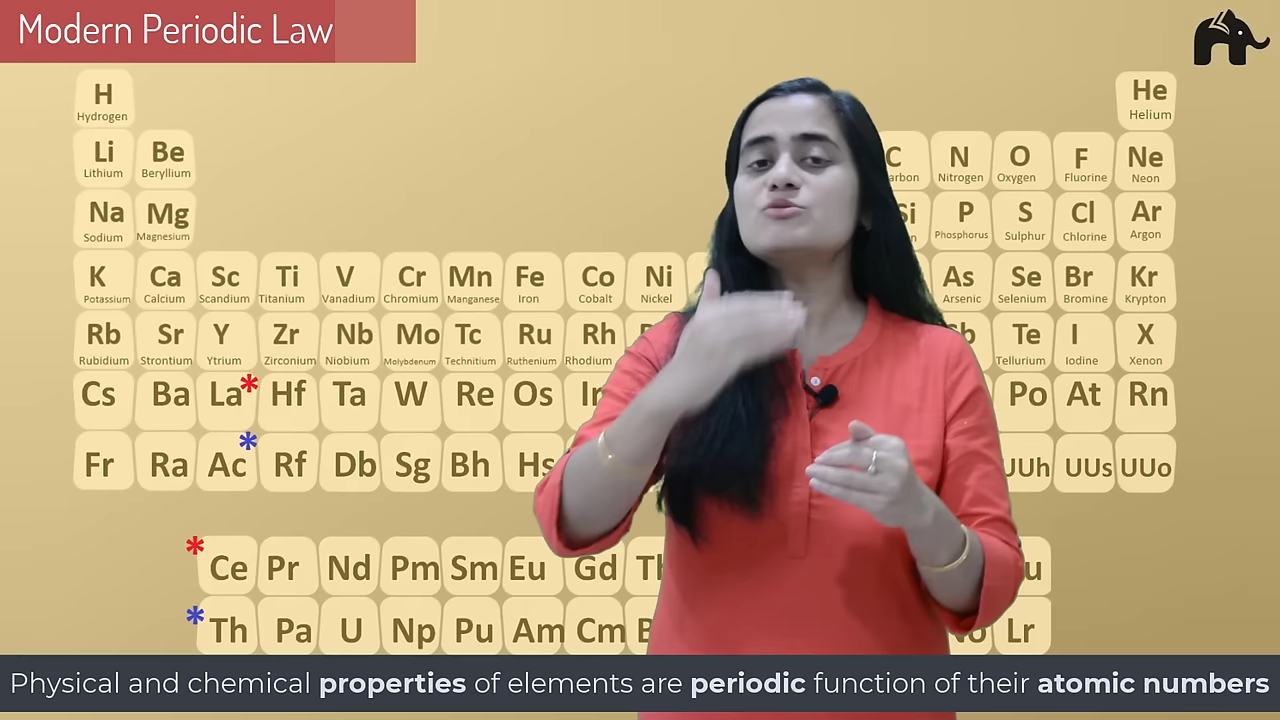 Modern Periodic Law
H He
Hydrogen Helium
Li Be C N O F Ne
Lithium Beryllium Nitrogen Oxygen Fluorine Neon
Na Mg Si P S Cl Ar
Sodium Magnesium Phosphorus Sulphur Chlorine Argon
K Ca Sc Ti V Cr Mn Fe Co Ni As Se Br Kr
Potassium Calcium Scandium Titanium Vanadium Chromium Manganese Iron Cobalt Nickel Arsenic Selenium Bromine Krypton
Rb Sr Y Zr Nb Mo Tc Ru Rh Te I X
Rubidium Strontium Ytrium Zirconium Niobium Molybdenum Technitium Ruthenium Rhodium Tellurium Iodine Xenon
Cs Ba La* Hf Ta W Re Os Ir Po At Rn
Fr Ra Ac* Rf Db Sg Bh Hs UUh UUs UUo
* Ce Pr Nd Pm Sm Eu Gd
* Th Pa U Np Pu Am Cm No Lr
Physical and chemical properties of elements are periodic function of their atomic numbers